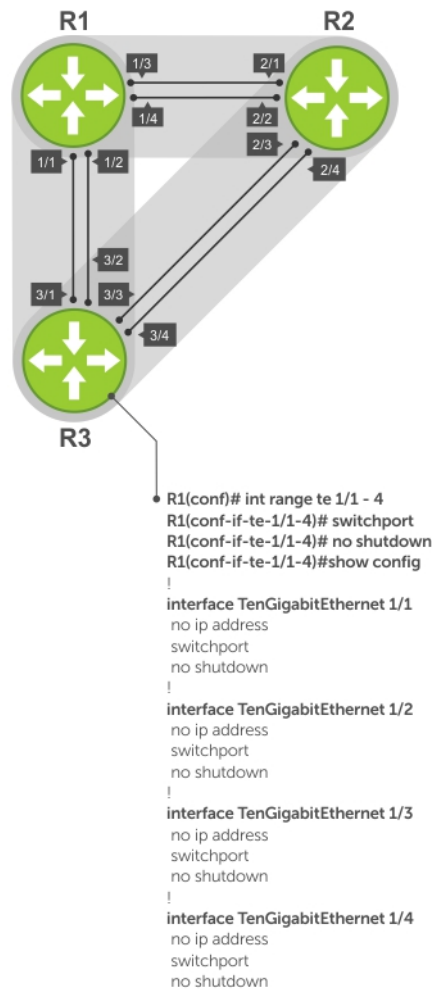 R1
R2
1/3
2/1
1/4
2/2
2/3
1/1
1/2
2/4
3/2
3/1
3/3
3/4
R3
R1(conf)# int range te 1/1 - 4
R1(conf-if-te-1/1-4)# switchport
R1(conf-if-te-1/1-4)# no shutdown
R1(conf-if-te-1/1-4)#show config
!
interface TenGigabitEthernet 1/1
no ip address
switchport
no shutdown
!
interface TenGigabitEthernet 1/2
no ip address
switchport
no shutdown
!
interface TenGigabitEthernet 1/3
no ip address
switchport
no shutdown
!
interface TenGigabitEthernet 1/4
no ip address
switchport
no shutdown